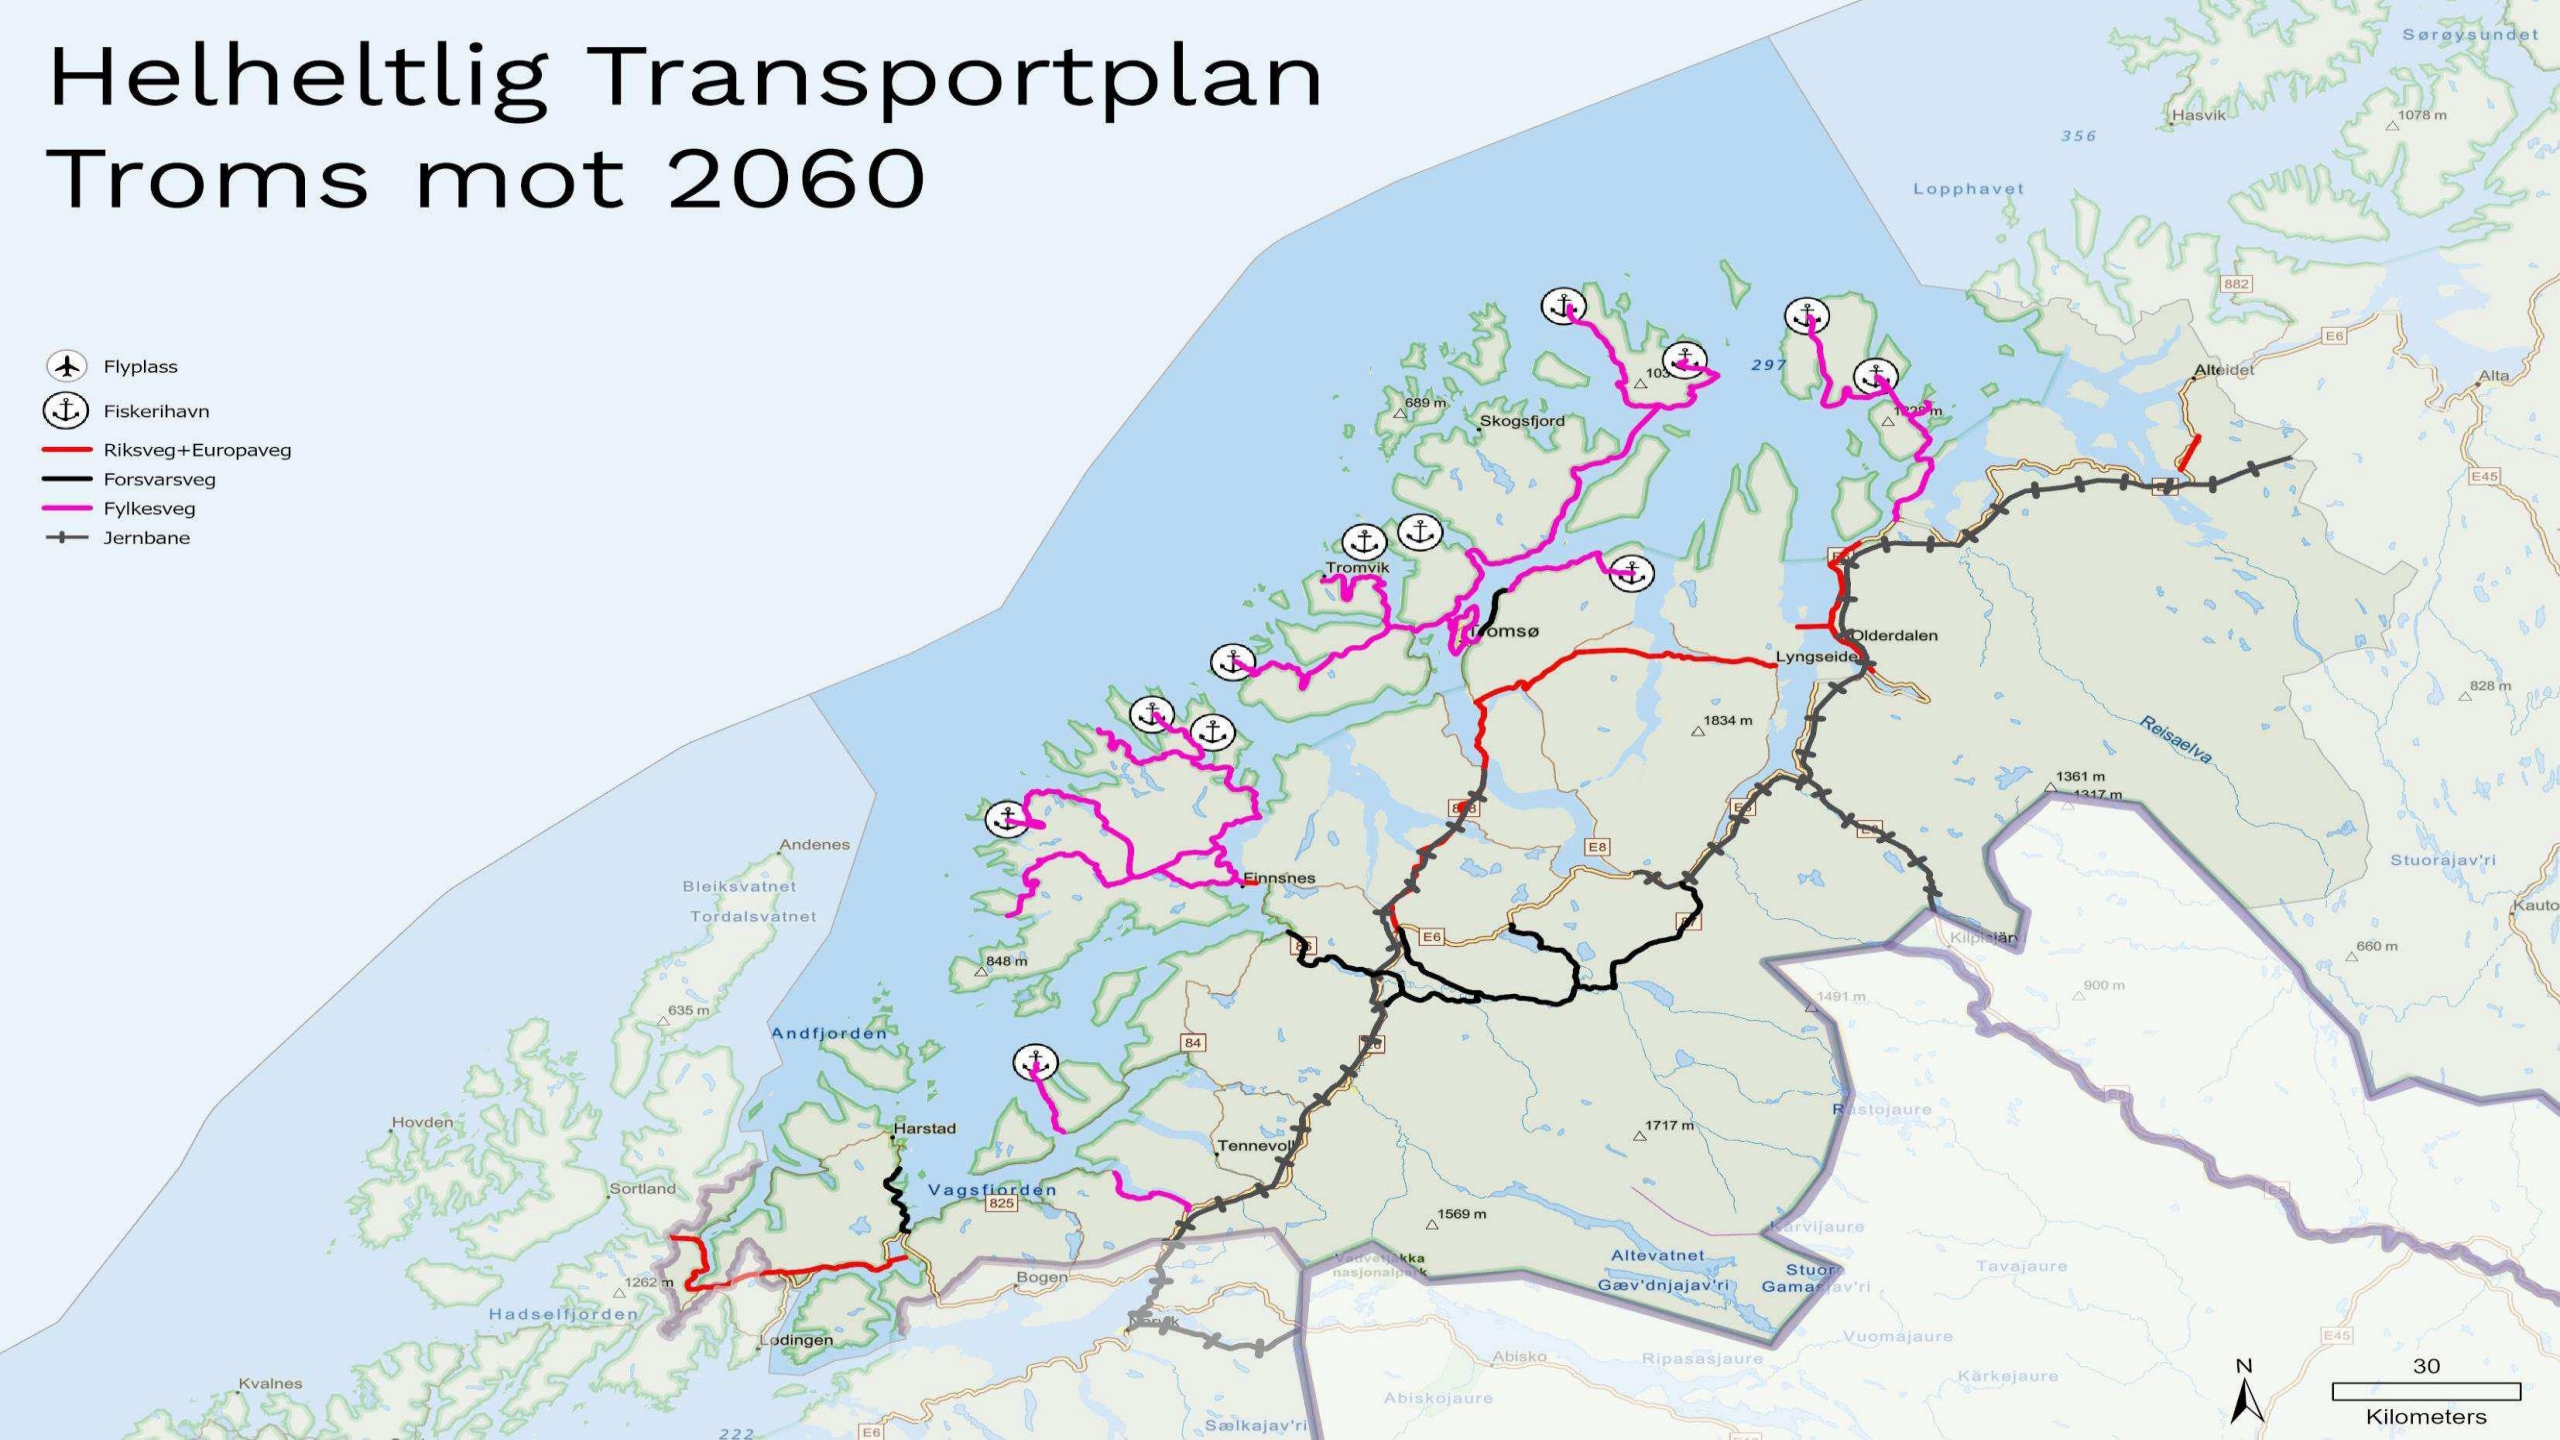 Helheltlig Transportplan
Troms mot 2060
Flyplass
Fiskerihavn
Riksveg+Europaveg
Forsvarsveg
Fylkesveg
Jernbane
Sørøysundet
Hasvik
1078 m
356
Lopphavet
882
E6
297
Alteidet
Alta
689 m
Skogsfjord
E45
Tromvik
Tromsø
Olderdalen
828 m
1834 m
Reisaelva
1361 m
1317 m
E6
E8
Stuorajav'ri
Andenes
Bleiksvatnet
Tordalsvatnet
Finnsnes
E6
Kilpisjärvi
660 m
848 m
900 m
1491 m
635 m
Andfjorden
84
Hovden
Harstad
1717 m
Tennevoll
Sortland
Vagsfjorden
825
1569 m
Altevatnet
Gæv'dnjajav'ri
Tavajaure
Bogen
1262 m
Hadselfjorden
Lødingen
Vuomajaure
E45
Abisko
Ripasasjaure
Kärkejaure
Abiskojaure
Kvalnes
Sælkajav'ri
222
E6
N
30
Kilometers